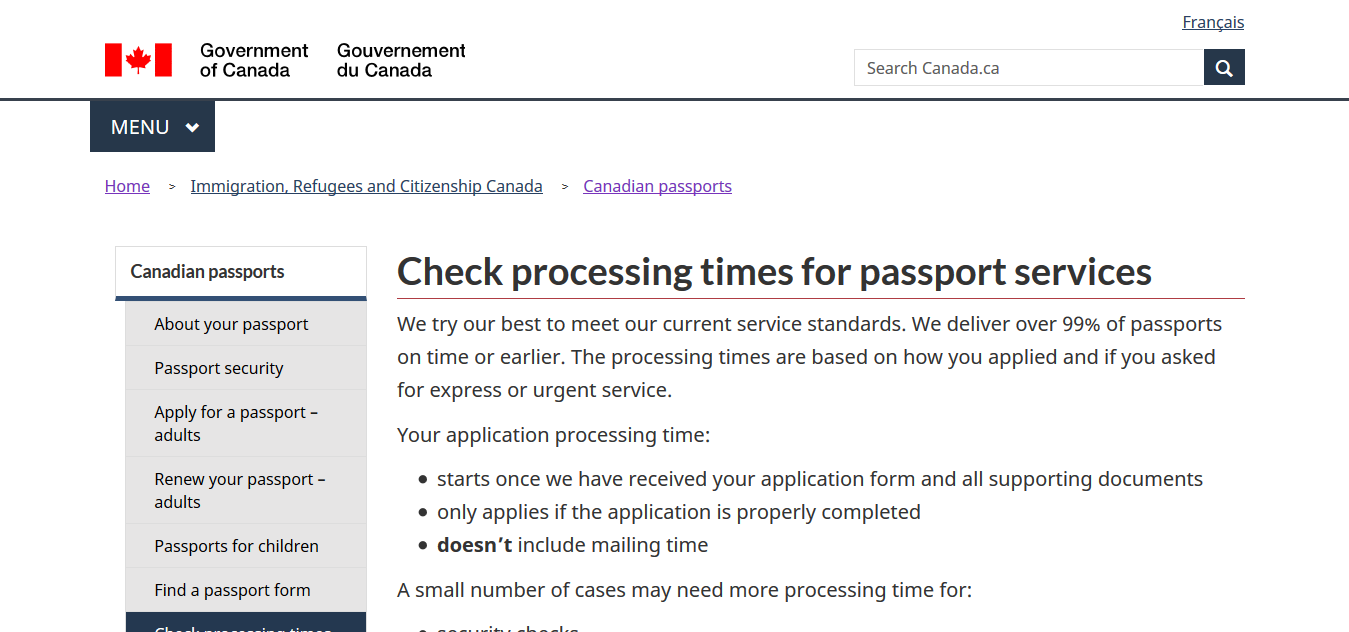 Français
Government of Canada
Gouvernement du Canada
Search Canada.ca
MENU
Home > Immigration, Refugees and Citizenship Canada > Canadian passports
Canadian passports
About your passport
Passport security
Apply for a passport –
adults
Renew your passport –
adults
Passports for children
Find a passport form
Check processing times
Check processing times for passport services
We try our best to meet our current service standards. We deliver over 99% of passports
on time or earlier. The processing times are based on how you applied and if you asked
for express or urgent service.
Your application processing time:
• starts once we have received your application form and all supporting documents
• only applies if the application is properly completed
• doesn’t include mailing time
A small number of cases may need more processing time for:
• security checks